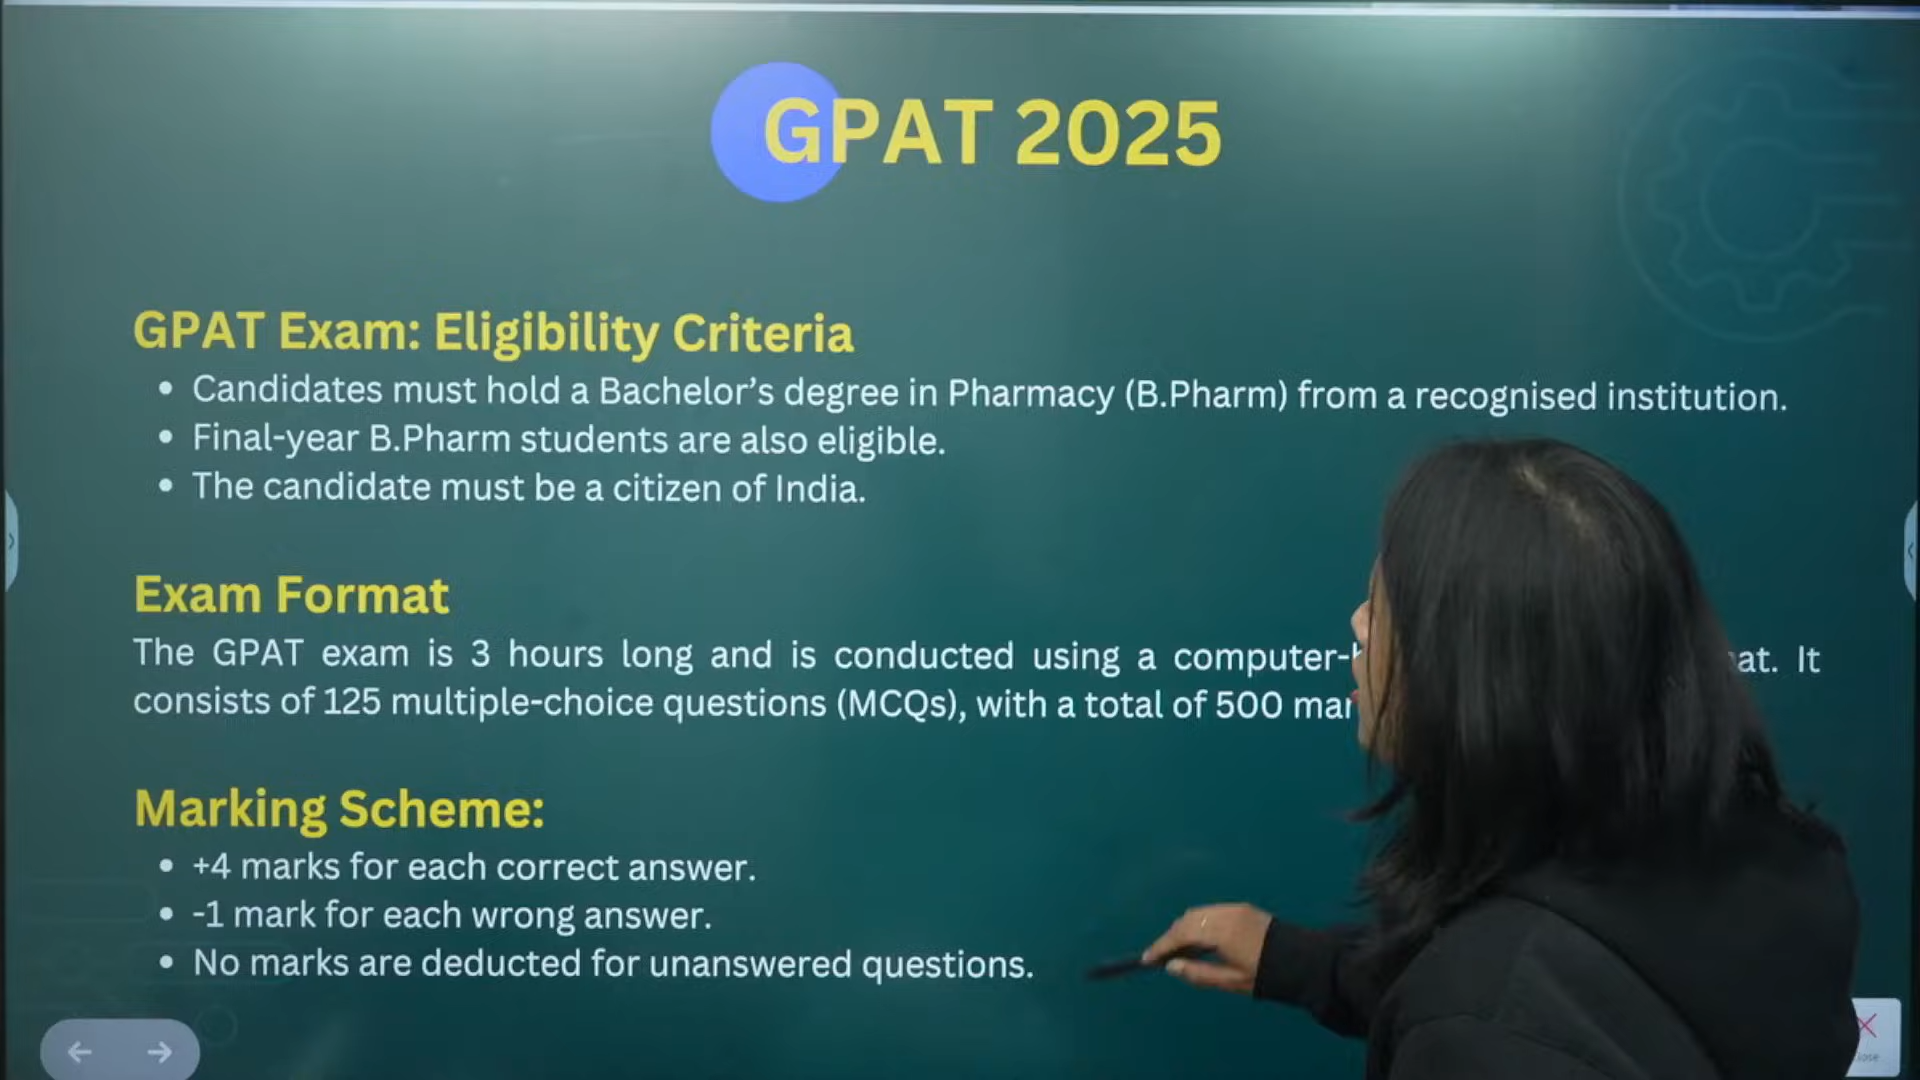 GPAT 2025
GPAT Exam: Eligibility Criteria
• Candidates must hold a Bachelor’s degree in Pharmacy (B.Pharm) from a recognised institution.
• Final-year B.Pharm students are also eligible.
• The candidate must be a citizen of India.
Exam Format
The GPAT exam is 3 hours long and is conducted using a It
consists of 125 multiple-choice questions (MCQs), with a total of 500
Marking Scheme:
• +4 marks for each correct answer.
• -1 mark for each wrong answer.
• No marks are deducted for unanswered questions.